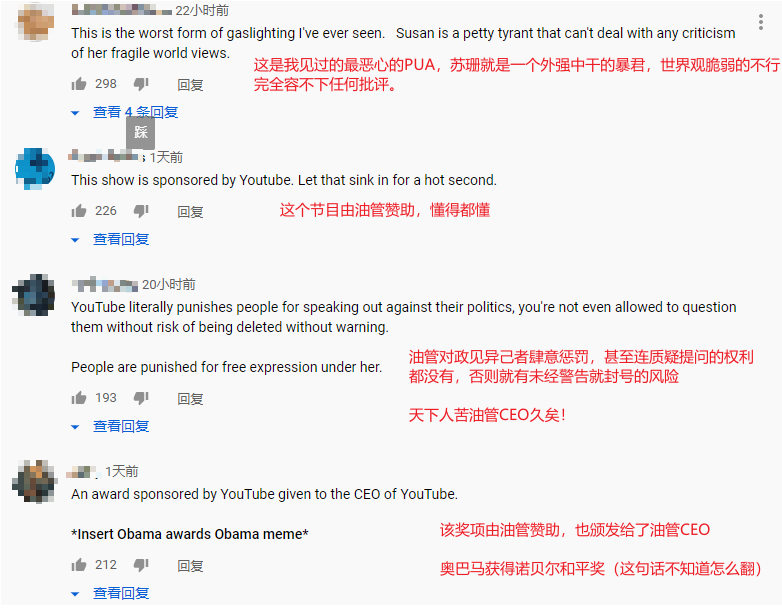 22小时前
This is the worst form of gaslighting I've ever seen.   Susan is a petty tyrant that can't deal with any criticism
of her fragile world views.
这是我见过的最恶心的PUA，苏珊就是一个外强中干的暴君，世界观脆弱的不行
完全容不下任何批评。
298 回复
查看 4 条回复
踩
1天前
This show is sponsored by Youtube. Let that sink in for a hot second.
226 回复
这个节目由油管赞助，懂得都懂
查看回复
20小时前
YouTube literally punishes people for speaking out against their politics, you're not even allowed to question
them without risk of being deleted without warning.
People are punished for free expression under her.
油管对政见异己者肆意惩罚，甚至连质疑提问的权利
都没有，否则就有未经警告就封号的风险
193 回复
天下人苦油管CEO久矣！
查看回复
1天前
An award sponsored by YouTube given to the CEO of YouTube.
*Insert Obama awards Obama meme*
该奖项由油管赞助，也颁发给了油管CEO
212 回复
奥巴马获得诺贝尔和平奖（这句话不知道怎么翻）
查看回复